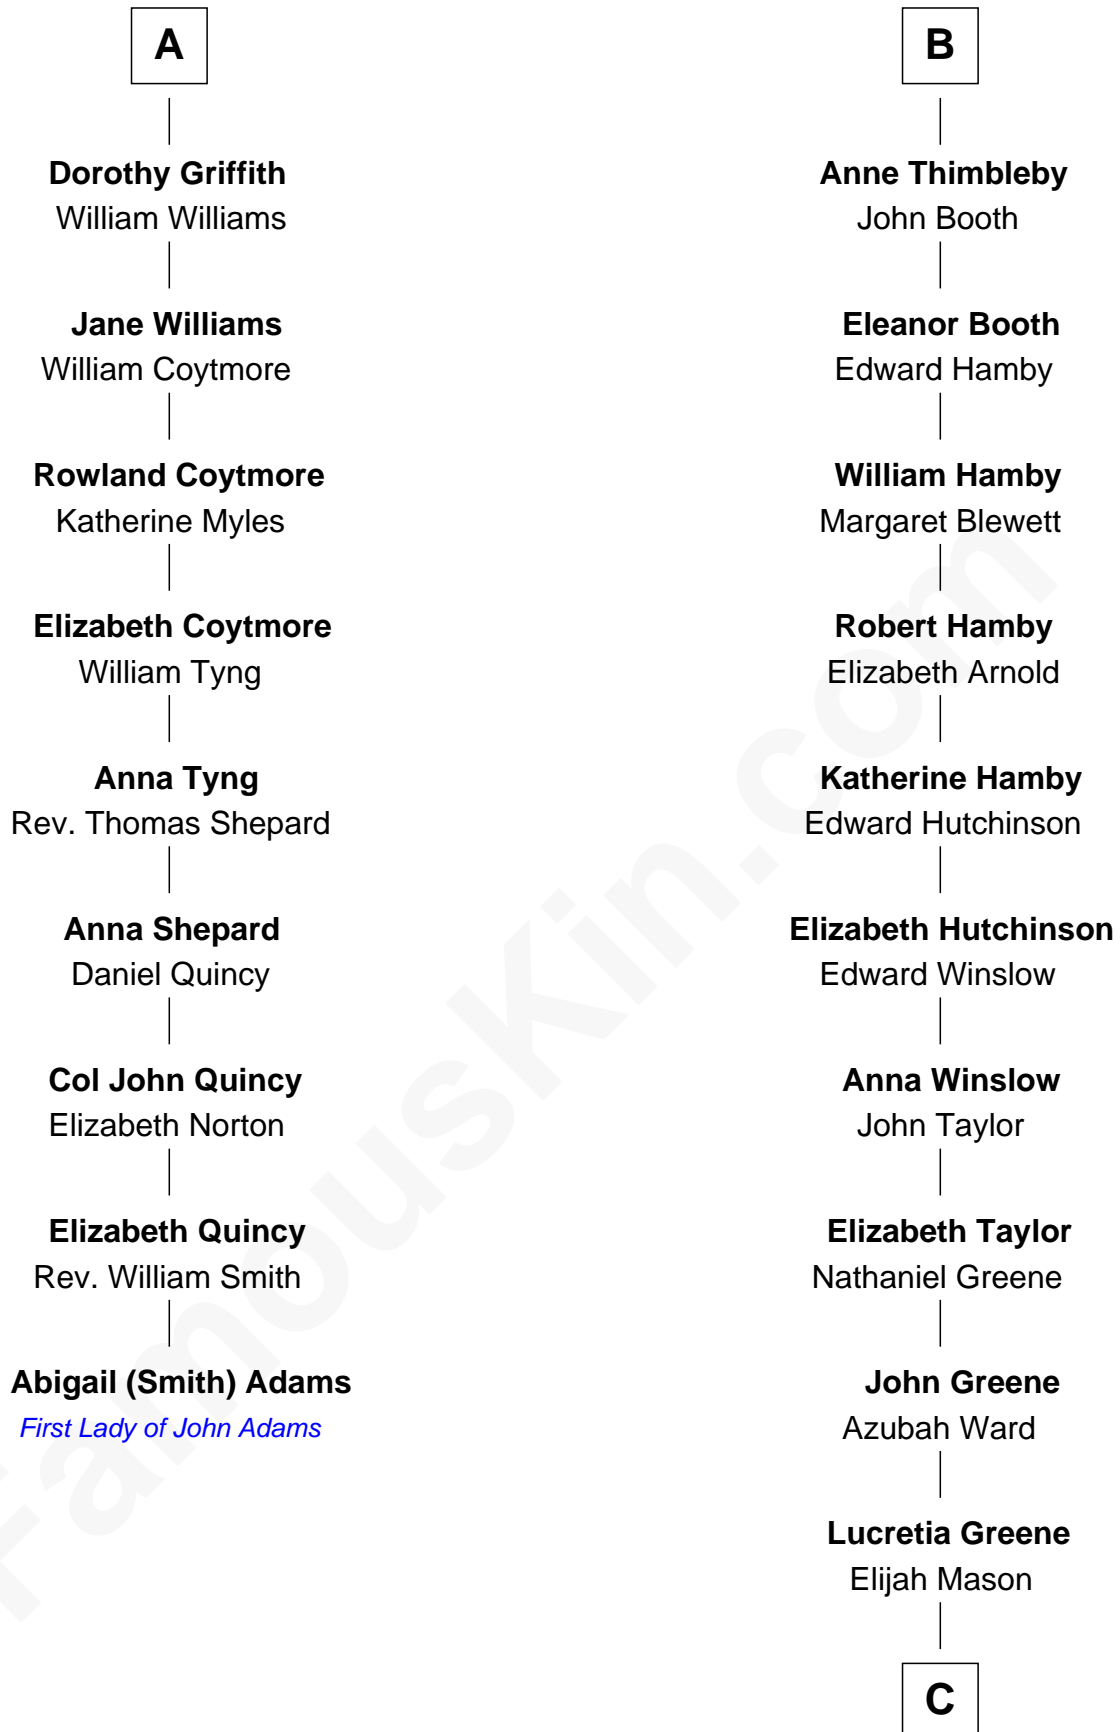 A
Dorothy Griffith
William Williams
Jane Williams
William Coytmore
Rowland Coytmore
Katherine Myles
Elizabeth Coytmore
William Tyng
Anna Tyng
Rev. Thomas Shepard
Anna Shepard
Daniel Quincy
Col John Quincy
Elizabeth Norton
Elizabeth Quincy
Rev. William Smith
Abigail (Smith) Adams
First Lady of John Adams
B
Anne Thimbleby
John Booth
Eleanor Booth
Edward Hamby
William Hamby
Margaret Blewett
Robert Hamby
Elizabeth Arnold
Katherine Hamby
Edward Hutchinson
Elizabeth Hutchinson
Edward Winslow
Anna Winslow
John Taylor
Elizabeth Taylor
Nathaniel Greene
John Greene
Azubah Ward
Lucretia Greene
Elijah Mason
C
FamousKin.com